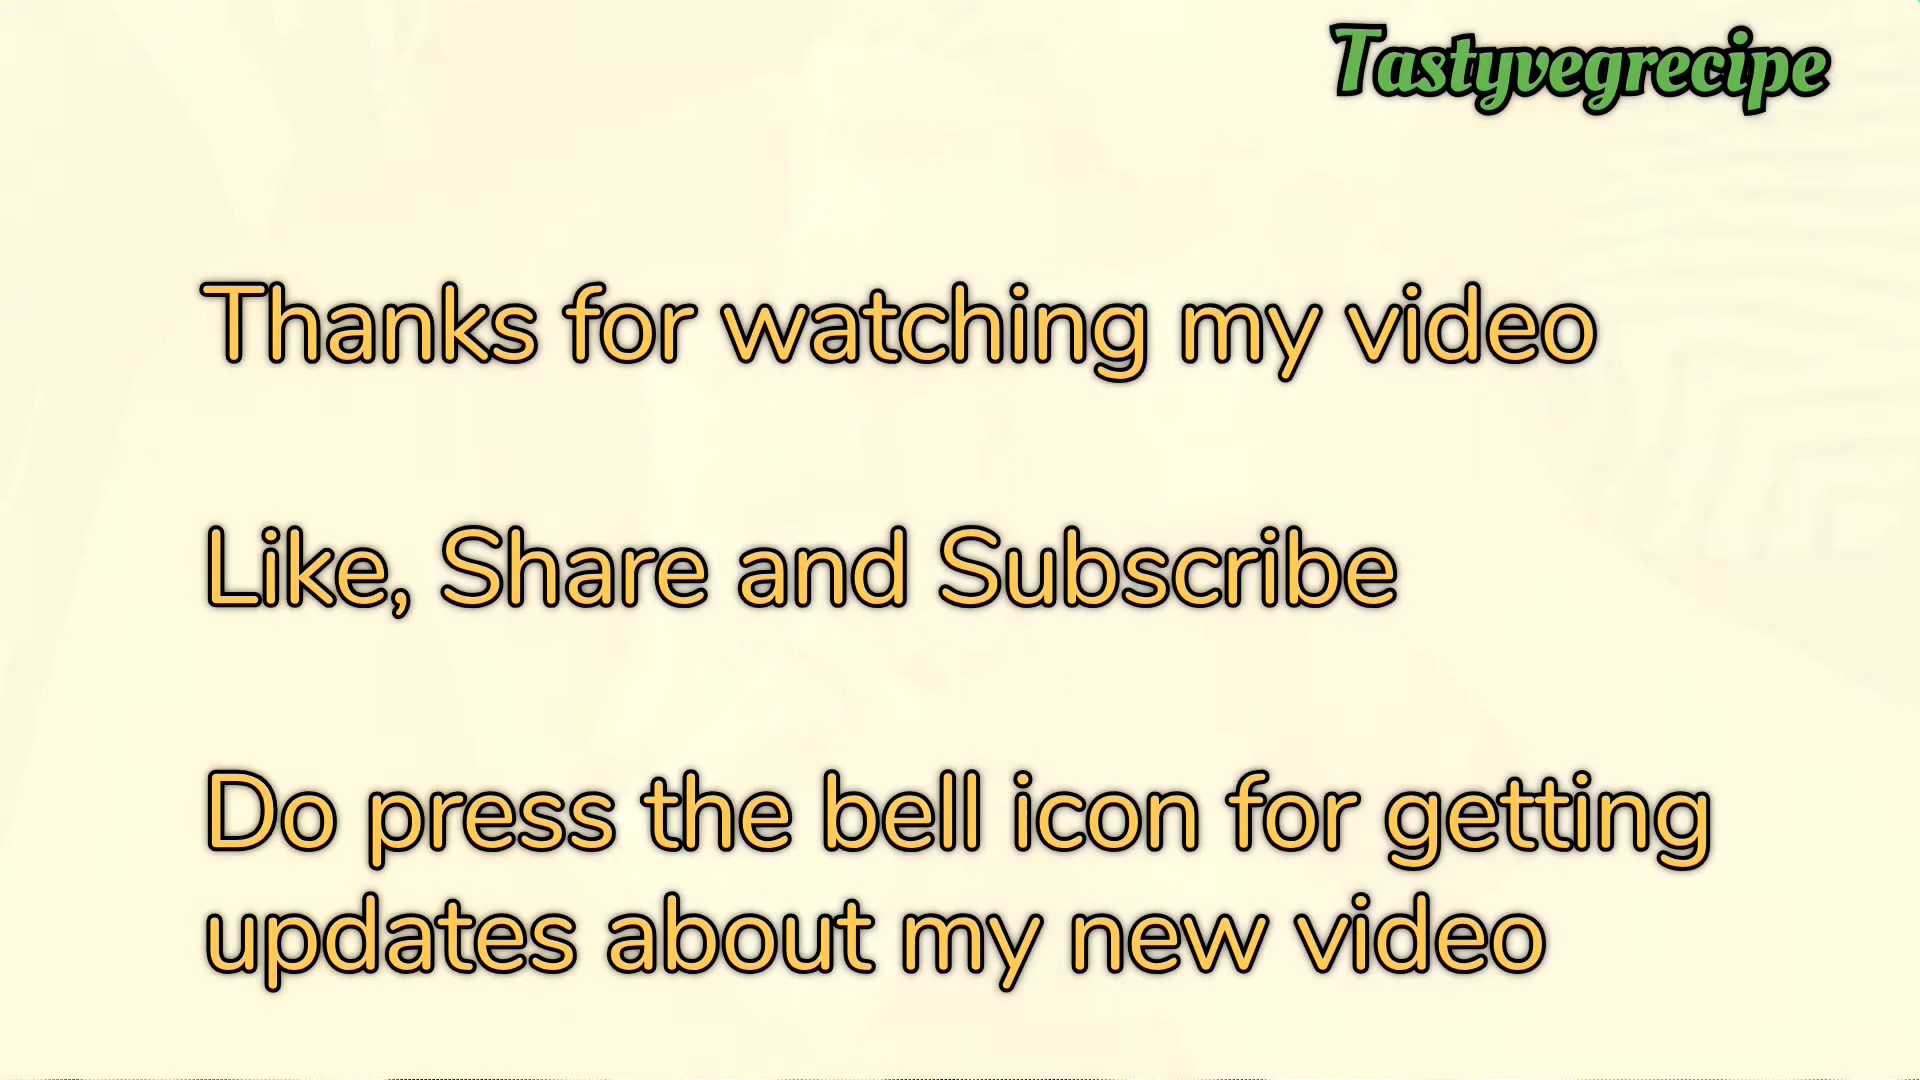 Tastyvegrecipe
Thanks for watching my video
Like, Share and Subscribe
Do press the bell icon for getting
updates about my new video